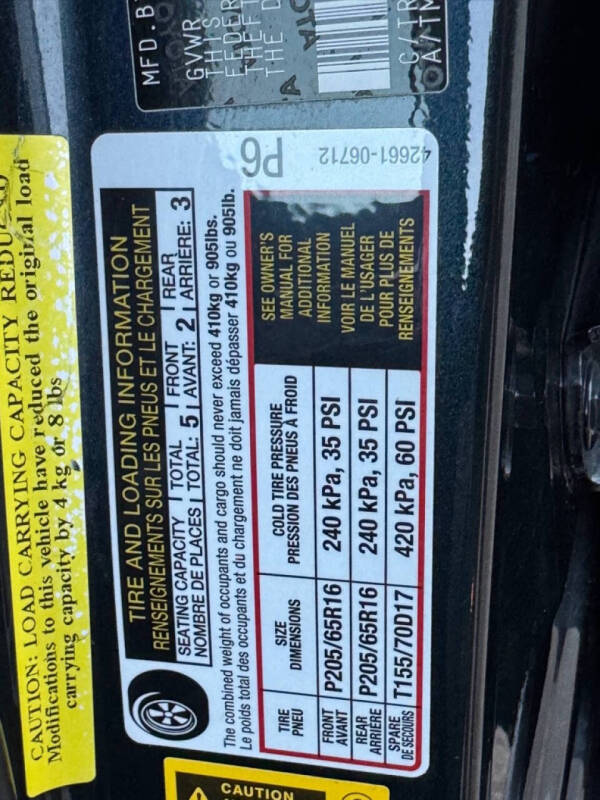 CAUTION: LOAD CARRYING CAPACITY
Modifications to this vehicle have reduced the original load
carrying capacity by 4 kg or 8 lbs
MFD.B
GVWR
THIS
FEDER
THEFT
THE D
C/TR
A/TM
P6
42661-06712
TIRE AND LOADING INFORMATION
RENSEIGNEMENTS SUR LES PNEUS ET LE CHARGEMENT
SEATING CAPACITY TOTAL 5 FRONT 2 REAR 3
NOMBRE DE PLACES TOTAL: AVANT: ARRIÈRE:
The combined weight of occupants and cargo should never exceed 410kg or 905lbs.
Le poids total des occupants et du chargement ne doit jamais dépasser 410kg ou 905lb.
TIRE
PNEU
SIZE
DIMENSIONS
COLD TIRE PRESSURE
PRESSION DES PNEUS À FROID
FRONT
AVANT
P205/65R16
240 kPa, 35 PSI
REAR
ARRIÈRE
P205/65R16
240 kPa, 35 PSI
SPARE
DE SECOURS
T155/70D17
420 kPa, 60 PSI
SEE OWNER'S
MANUAL FOR
ADDITIONAL
INFORMATION
VOIR LE MANUEL
DE L'USAGER
POUR PLUS DE
RENSEIGNEMENTS
CAUTION